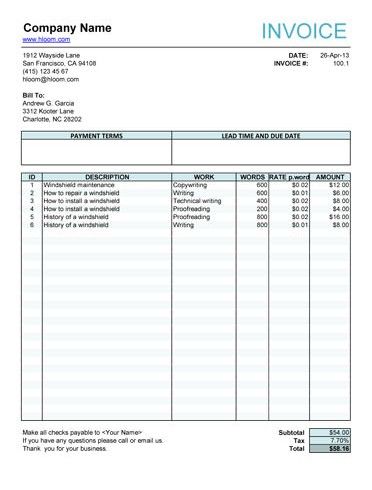 Company Name
INVOICE
www.hloom.com
1912 Wayside Lane
DATE: 26-Apr-13
San Francisco, CA 94108
INVOICE #: 100.1
(415) 123 45 67
hloom@hloom.com
Bill To:
Andrew G. Garcia
3312 Kooter Lane
Charlotte, NC 28202
PAYMENT TERMS LEAD TIME AND DUE DATE
ID DESCRIPTION WORK WORDS RATE p.word AMOUNT
1 Windshield maintenance Copywriting 600 $0.02 $12.00
2 How to repair a windshield Writing 600 $0.01 $6.00
3 How to install a windshield Technical writing 400 $0.02 $8.00
4 How to install a windshield Proofreading 200 $0.02 $4.00
5 History of a windshield Proofreading 800 $0.02 $16.00
6 History of a windshield Writing 800 $0.01 $8.00
Make all checks payable to <Your Name> Subtotal $54.00
If you have any questions please call or email us. Tax 7.70%
Thank you for your business. Total $58.16